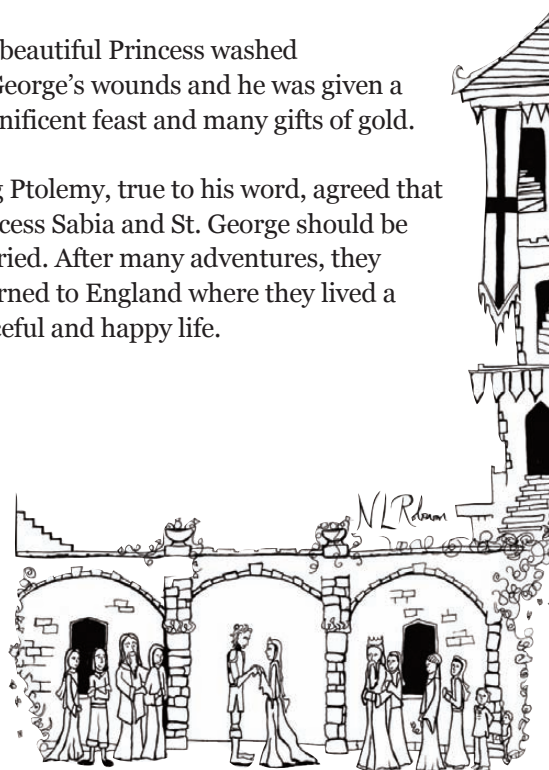 beautiful Princess washed
George's wounds and he was given a
nificent feast and many gifts of gold.
g Ptolemy, true to his word, agreed that
cess Sabia and St. George should be
ried. After many adventures, they
rned to England where they lived a
ceful and happy life.
NLRobinson